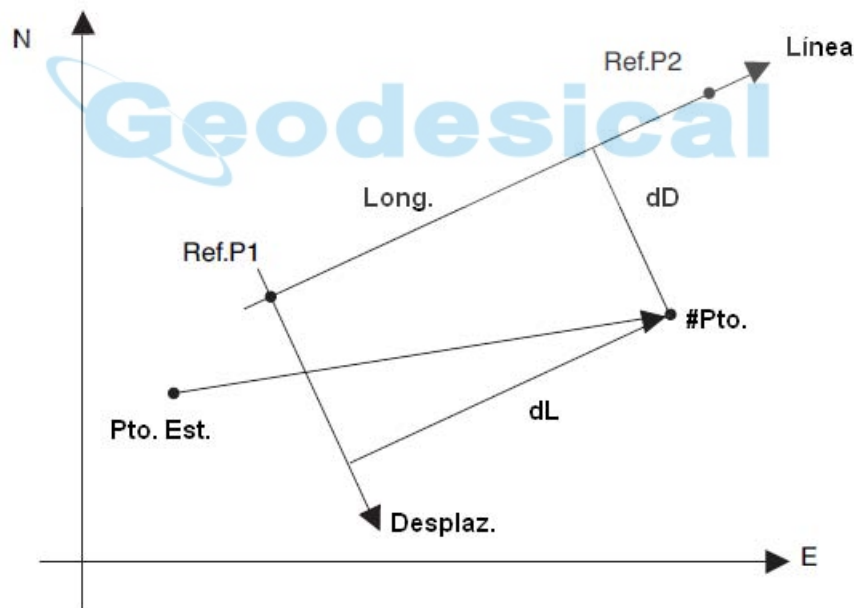 N
Línea
Ref.P2
Geodesical
Long.
dD
Ref.P1
#Pto.
dL
Pto. Est.
Desplaz.
E